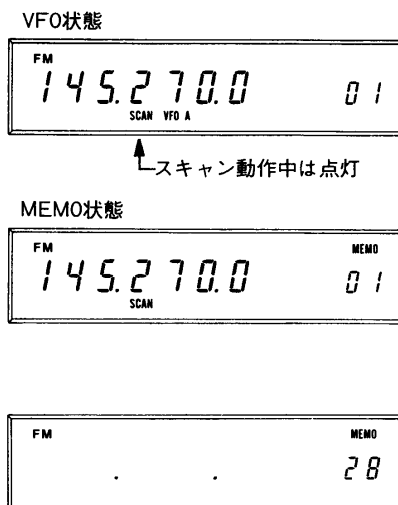 VFO状態
FM
145.270.0 01
SCAN VFO A
スキャン動作中は点灯
MEMO状態
FM MEMO
145.270.0 01
SCAN
FM MEMO
. . 28